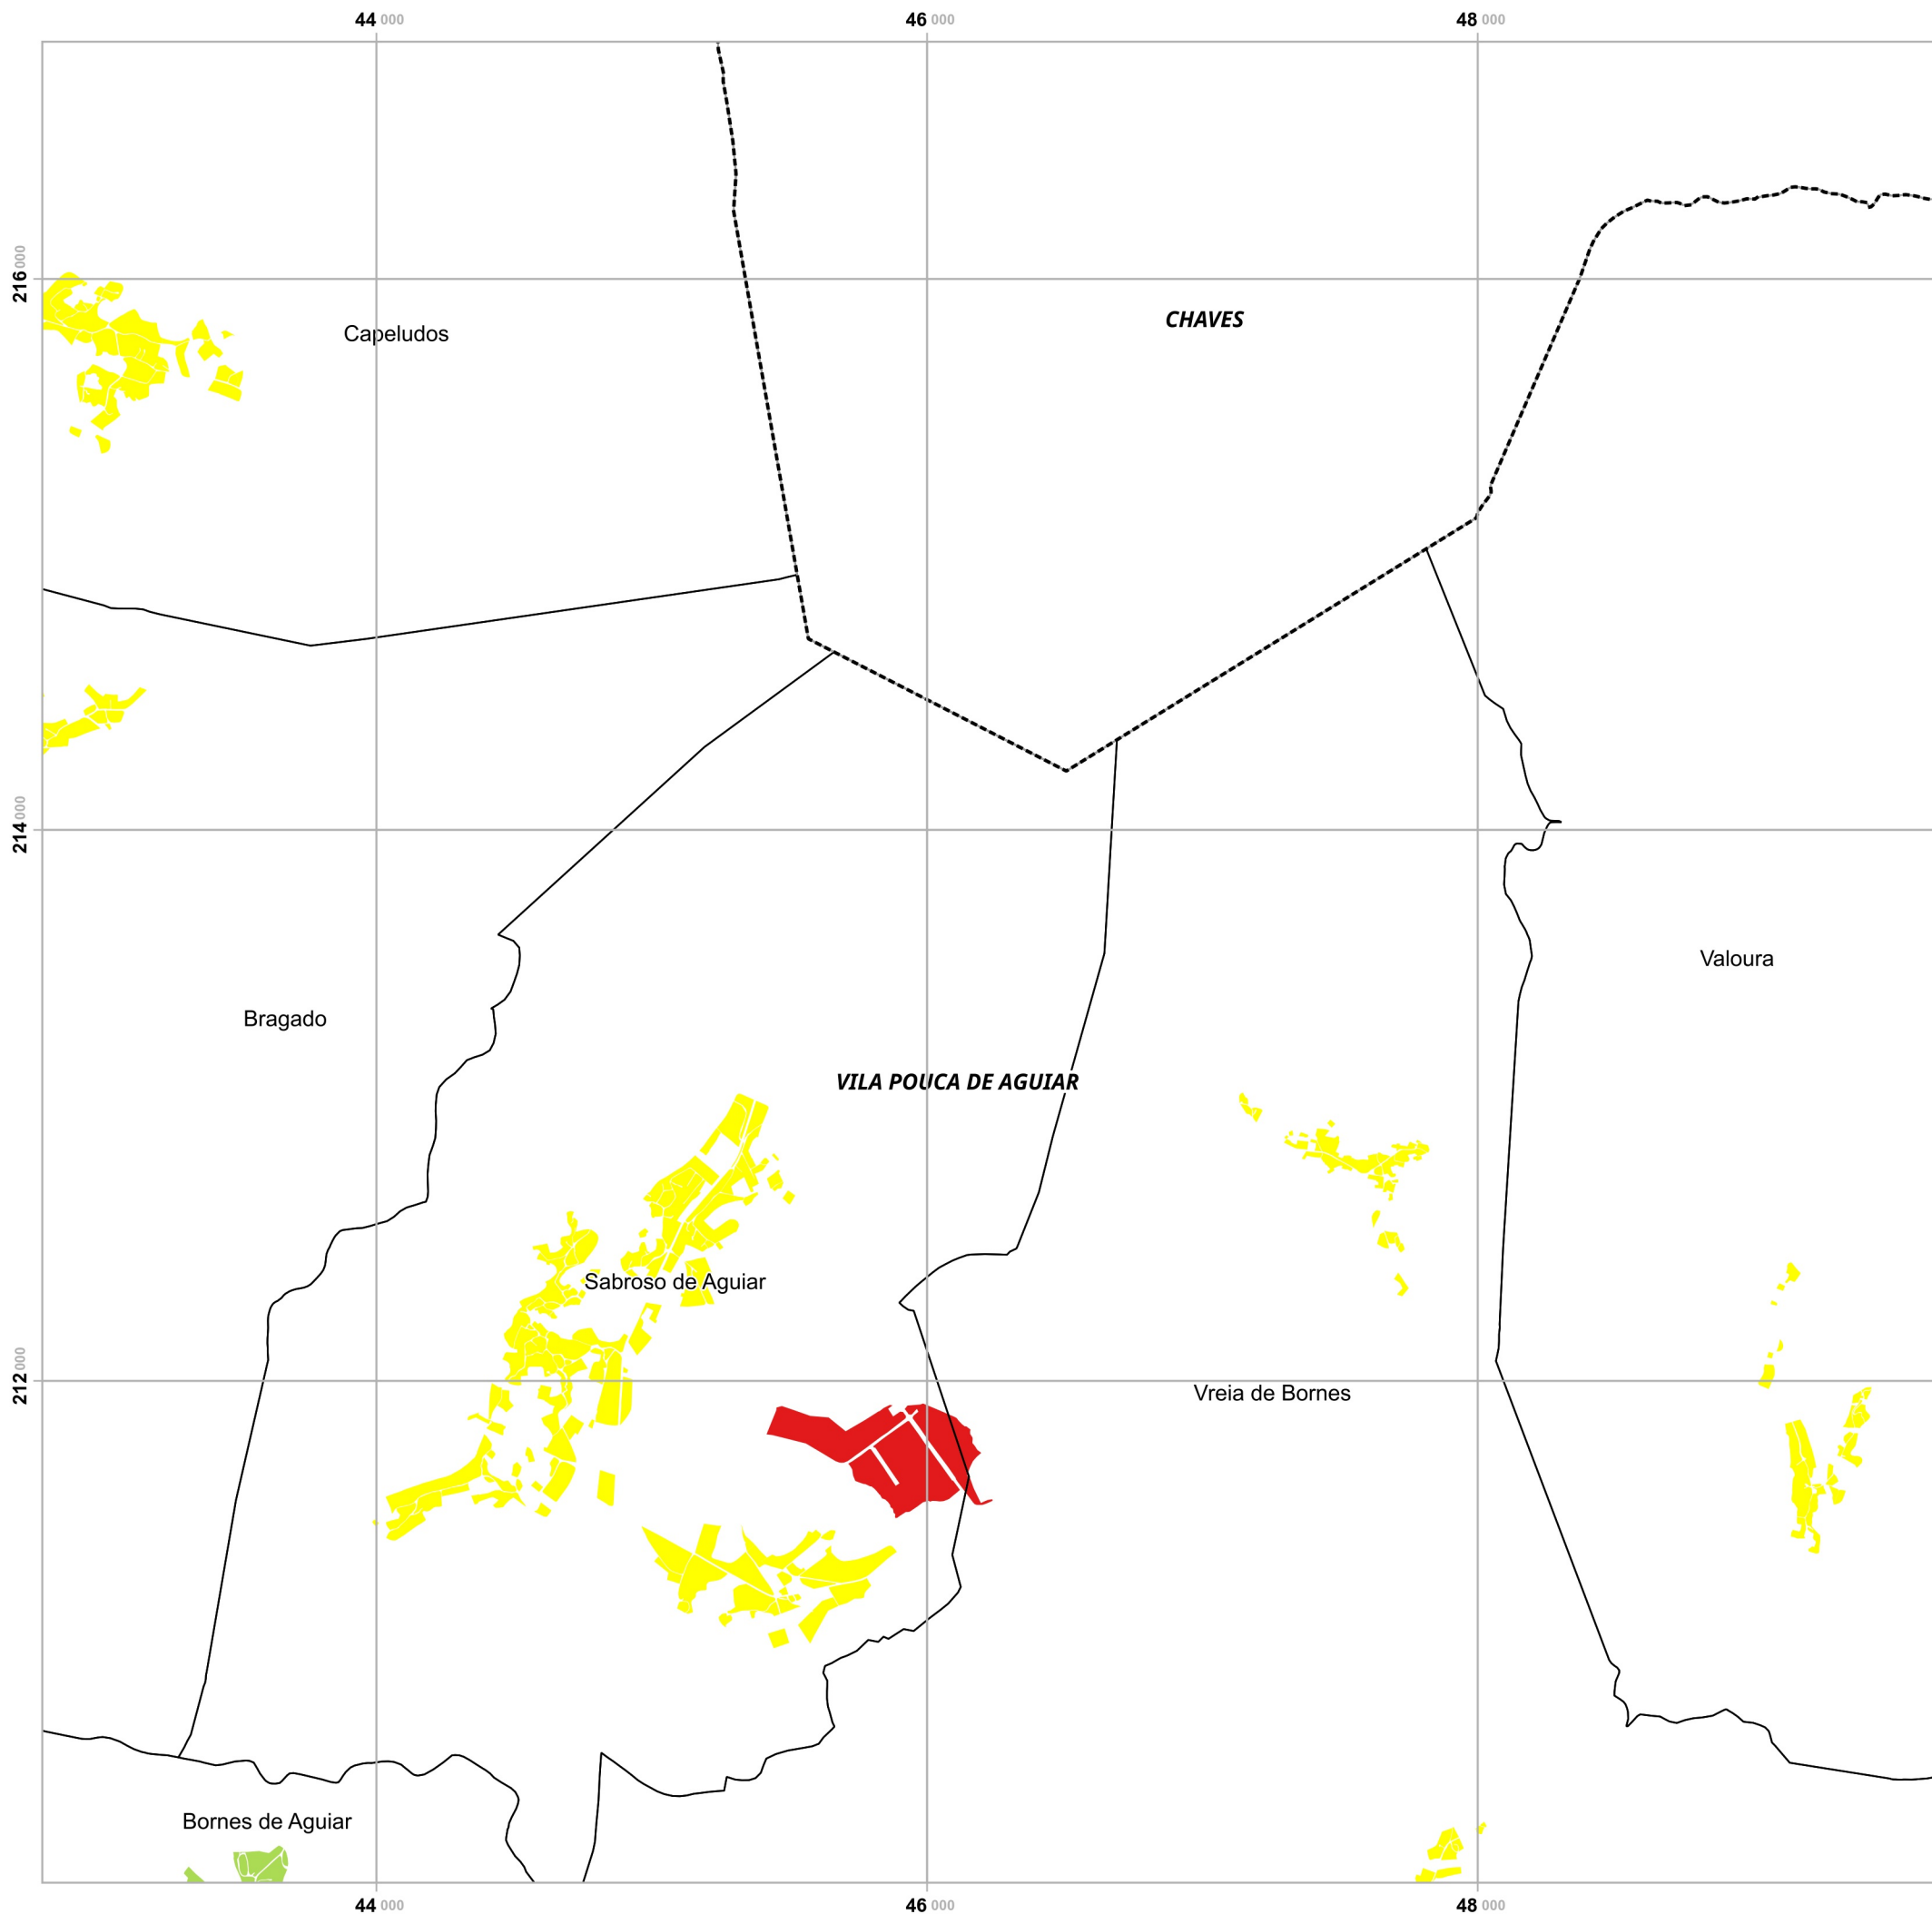 44 000 46 000 48 000
216 000
CHAVES
Capeludos
214 000
Valoura
Bragado
VILA POUCA DE AGUIAR
Sabroso de Aguiar
212 000
Vreia de Bornes
Bornes de Aguiar
44 000 46 000 48 000